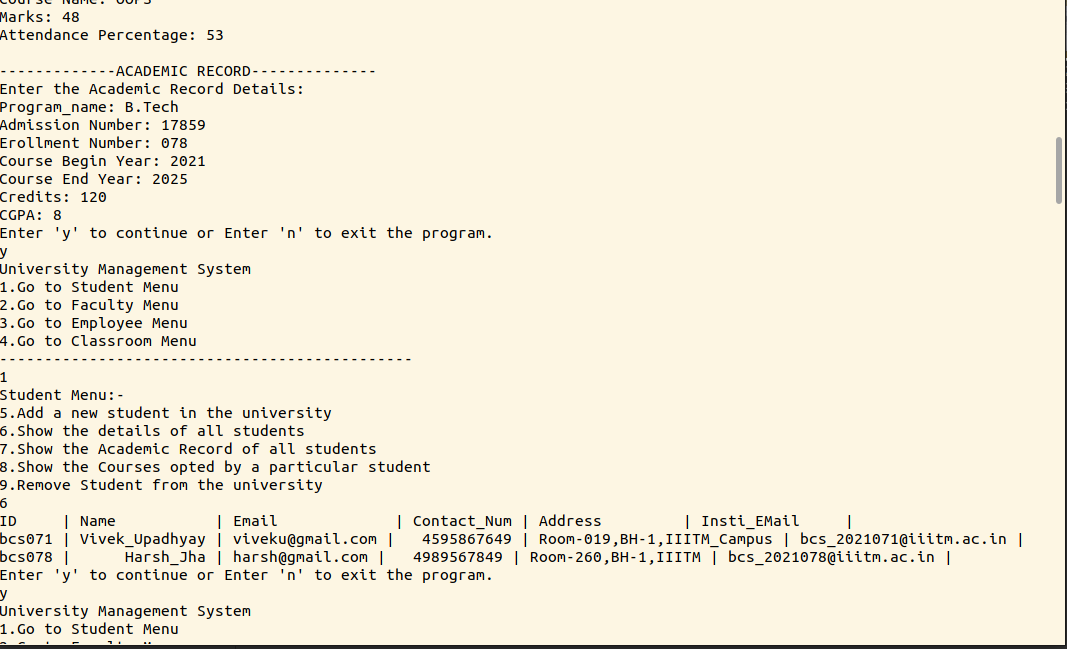 Course Name: OOPS
Marks: 48
Attendance Percentage: 53
-------------ACADEMIC RECORD--------------
Enter the Academic Record Details:
Program_name: B.Tech
Admission Number: 17859
Erollment Number: 078
Course Begin Year: 2021
Course End Year: 2025
Credits: 120
CGPA: 8
Enter 'y' to continue or Enter 'n' to exit the program.
y
University Management System
1.Go to Student Menu
2.Go to Faculty Menu
3.Go to Employee Menu
4.Go to Classroom Menu
----------------------------------------------
1
Student Menu:-
5.Add a new student in the university
6.Show the details of all students
7.Show the Academic Record of all students
8.Show the Courses opted by a particular student
9.Remove Student from the university
6
ID     | Name           | Email             | Contact_Num | Address         | Insti_EMail     |
bcs071 | Vivek_Upadhyay | viveku@gmail.com |   4595867649 | Room-019,BH-1,IIITM_Campus | bcs_2021071@iiitm.ac.in |
bcs078 |      Harsh_Jha | harsh@gmail.com |   4989567849 | Room-260,BH-1,IIITM | bcs_2021078@iiitm.ac.in |
Enter 'y' to continue or Enter 'n' to exit the program.
y
University Management System
1.Go to Student Menu